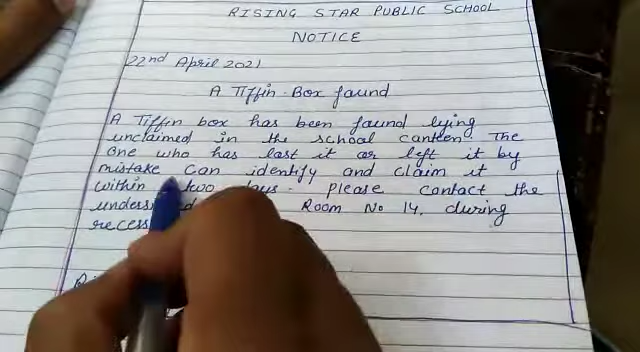 RISING STAR PUBLIC SCHOOL
NOTICE
22nd April 2021
A Tiffin-Box found
A Tiffin box has been found lying
unclaimed in the school canteen. The
one who has lost it or left it by
mistake can identify and claim it
within two days. Please contact the
Room No 14. during
recess